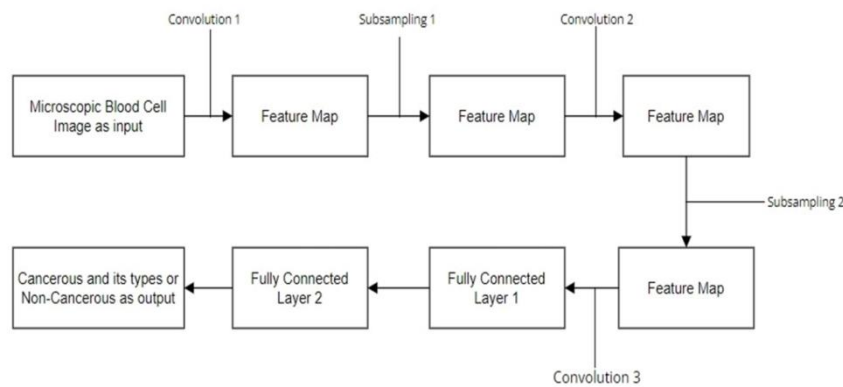 Convolution 1
Subsampling 1
Convolution 2
Microscopic Blood Cell
Image as input
Feature Map
Feature Map
Feature Map
Subsampling 2
Cancerous and its types or
Non-Cancerous as output
Fully Connected
Layer 2
Fully Connected
Layer 1
Feature Map
Convolution 3